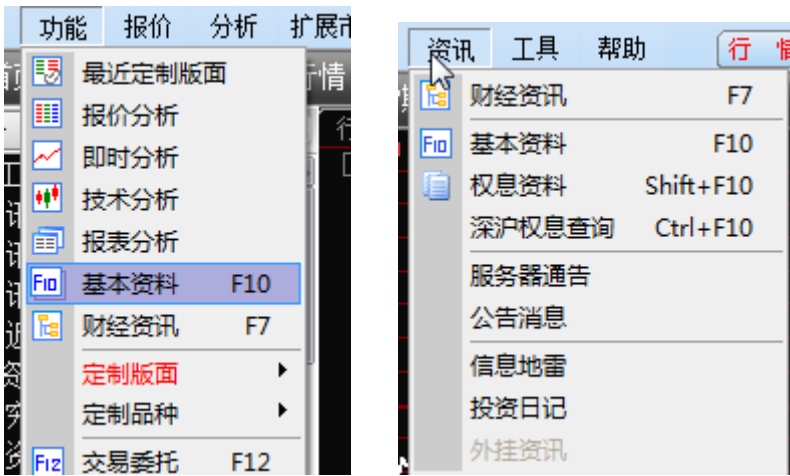 功能 报价 分析 扩展市
最近定制版面
报价分析
即时分析
技术分析
报表分析
基本资料 F10
财经资讯 F7
定制版面
定制品种
交易委托 F12
资讯 工具 帮助 行 情
财经资讯 F7
基本资料 F10
权息资料 Shift+F10
深沪权息查询 Ctrl+F10
服务器通告
公告消息
信息地雷
投资日记
外挂资讯